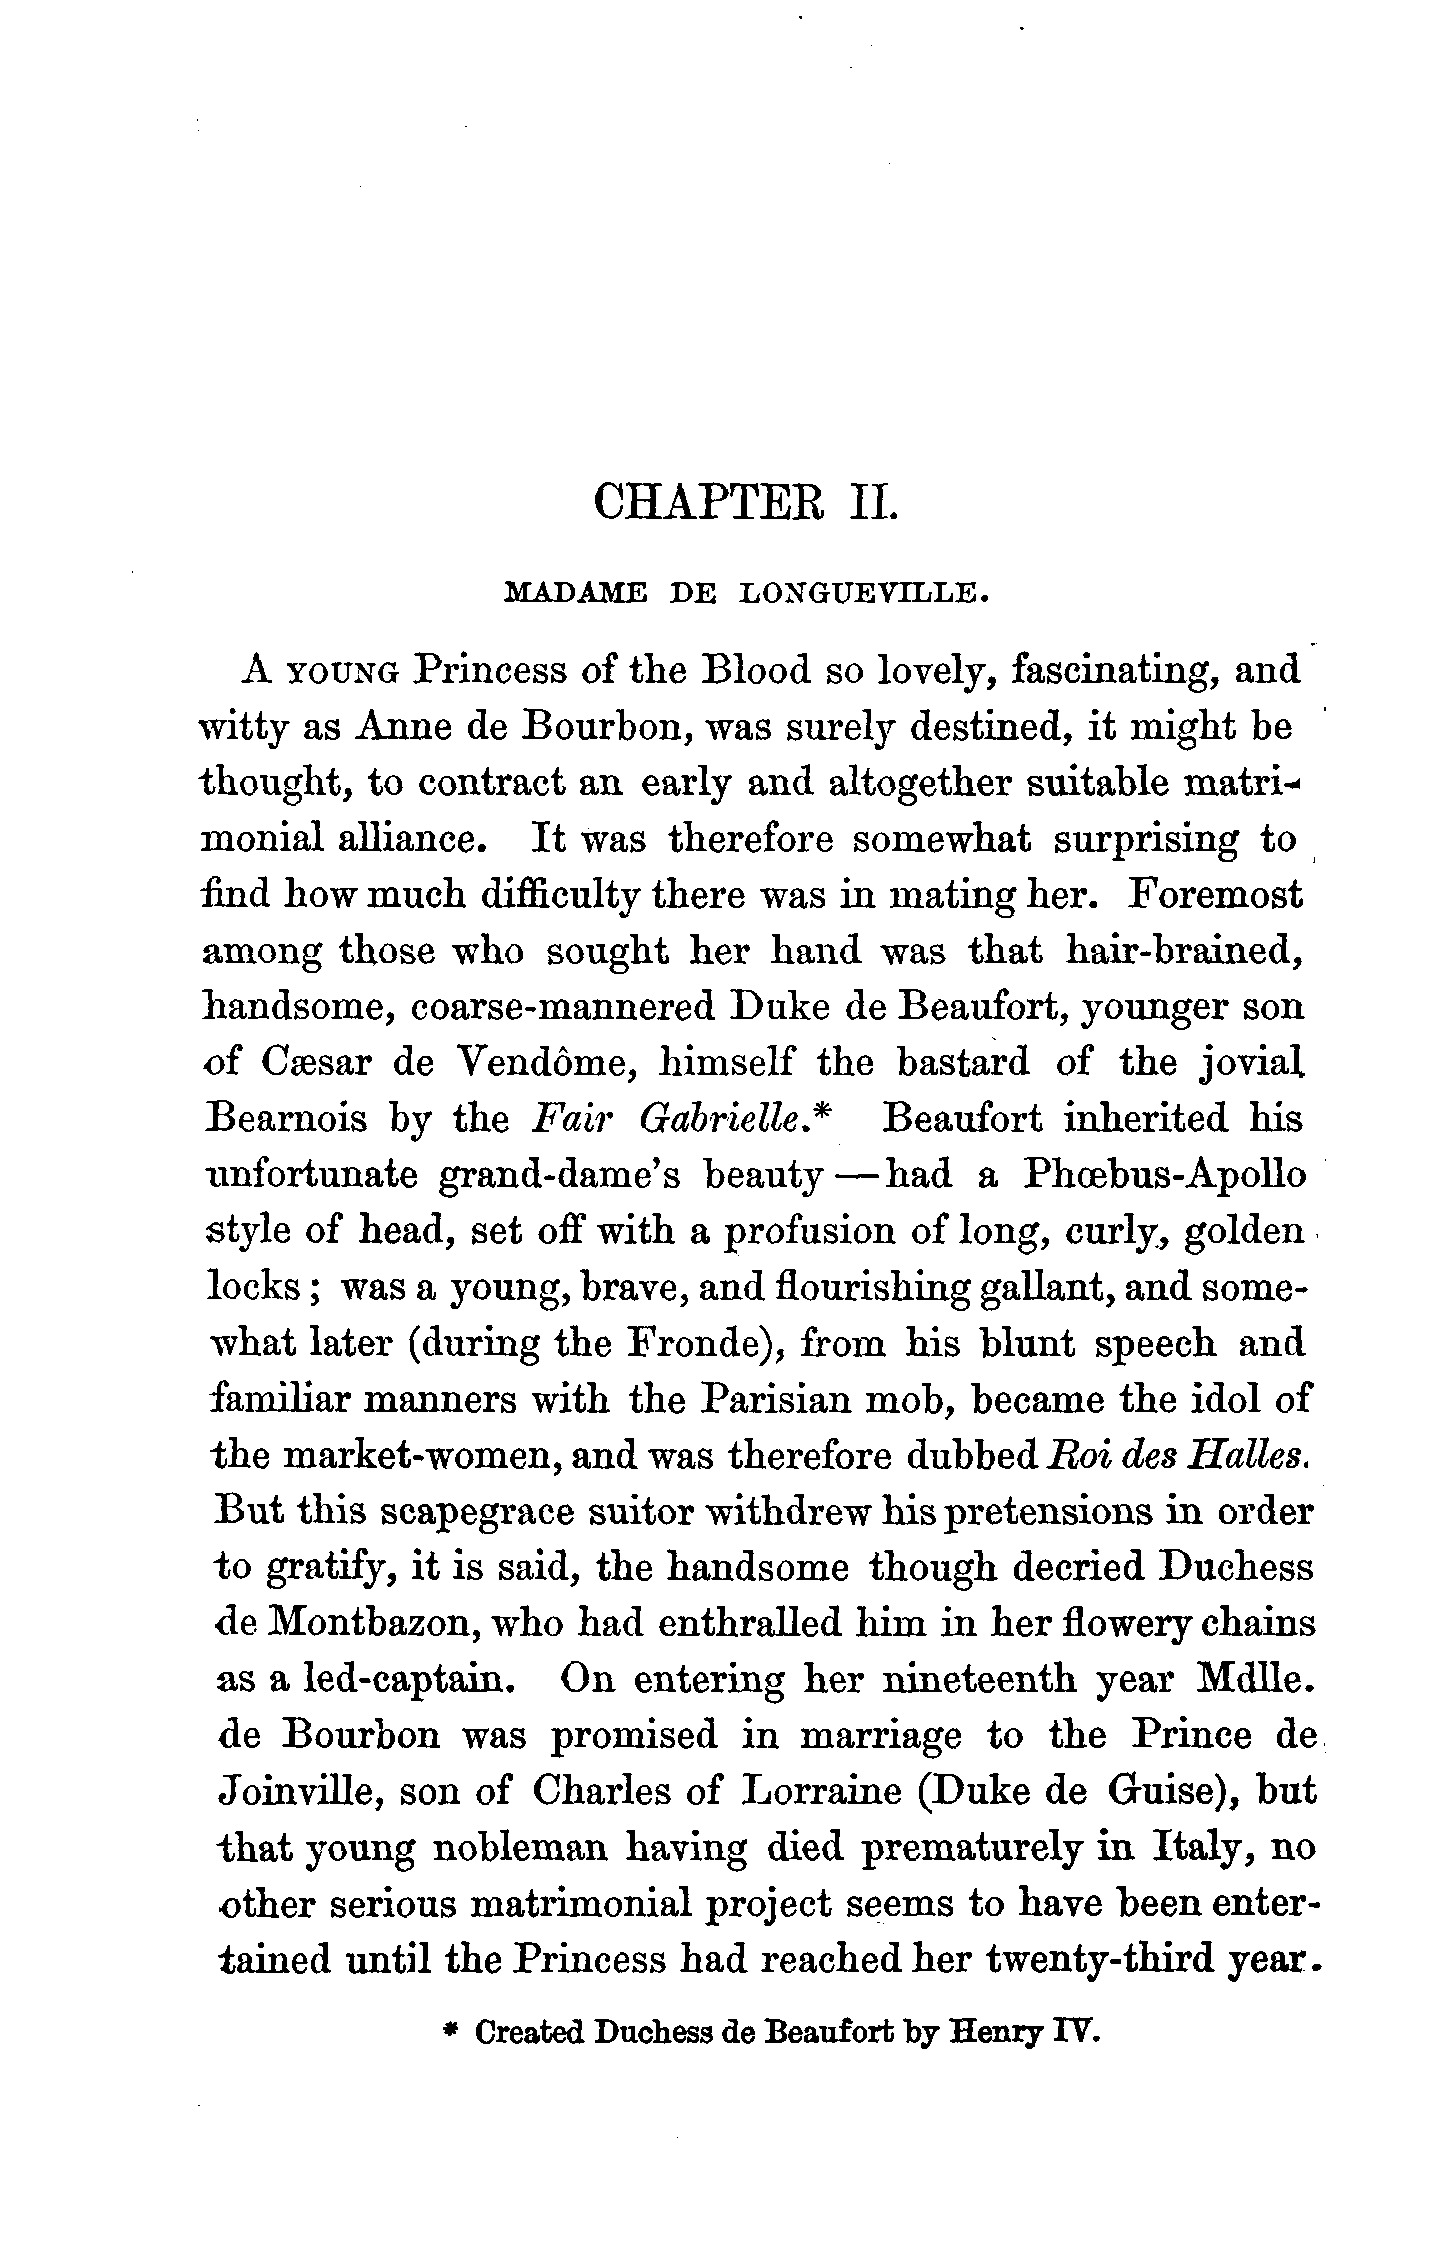 CHAPTER II.
MADAME DE LONGUEVILLE.
A YOUNG Princess of the Blood so lovely, fascinating, and
witty as Anne de Bourbon, was surely destined, it might be
thought, to contract an early and altogether suitable matri-
monial alliance. It was therefore somewhat surprising to
find how much difficulty there was in mating her. Foremost
among those who sought her hand was that hair-brained,
handsome, coarse-mannered Duke de Beaufort, younger son
of Cæsar de Vendôme, himself the bastard of the jovial
Bearnois by the Fair Gabrielle.* Beaufort inherited his
unfortunate grand-dame's beauty—had a Phœbus-Apollo
style of head, set off with a profusion of long, curly, golden
locks; was a young, brave, and flourishing gallant, and some-
what later (during the Fronde), from his blunt speech and
familiar manners with the Parisian mob, became the idol of
the market-women, and was therefore dubbed Roi des Halles.
But this scapegrace suitor withdrew his pretensions in order
to gratify, it is said, the handsome though decried Duchess
de Montbazon, who had enthralled him in her flowery chains
as a led-captain. On entering her nineteenth year Mdlle.
de Bourbon was promised in marriage to the Prince de
Joinville, son of Charles of Lorraine (Duke de Guise), but
that young nobleman having died prematurely in Italy, no
other serious matrimonial project seems to have been enter-
tained until the Princess had reached her twenty-third year.
* Created Duchess de Beaufort by Henry IV.